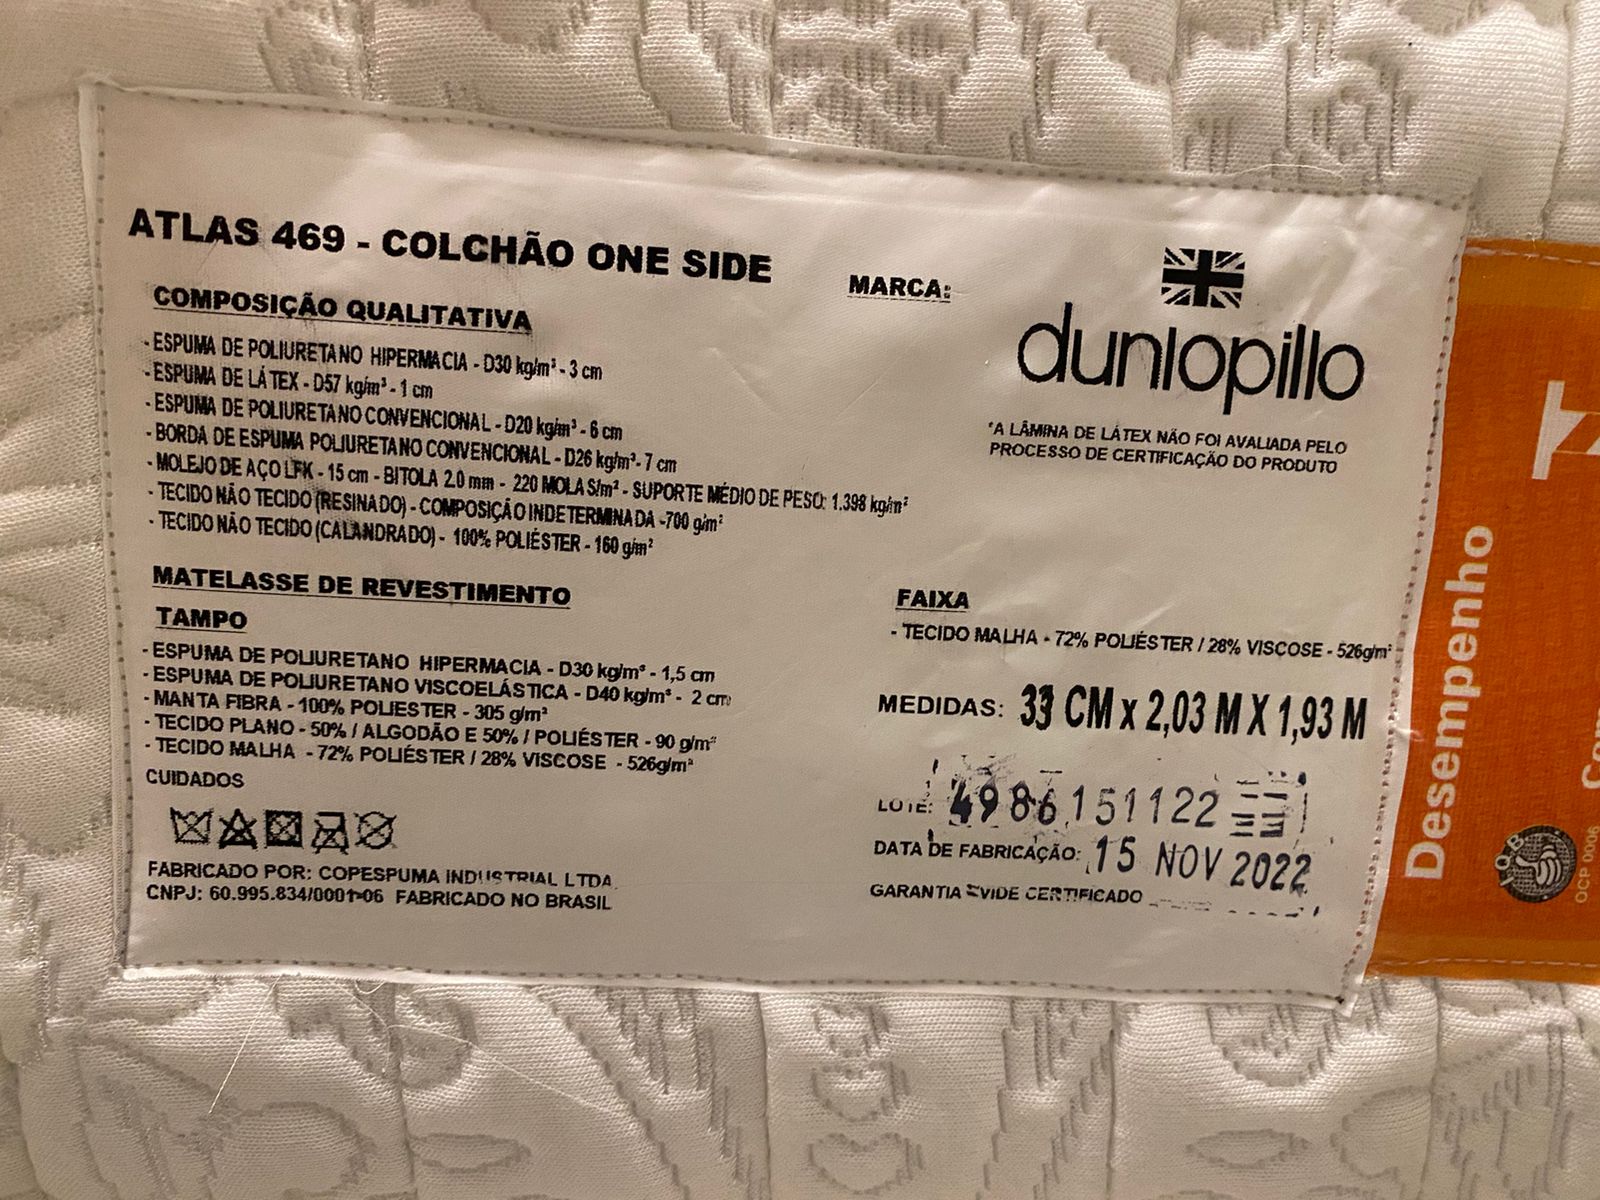 ATLAS 469 - COLCHÃO ONE SIDE
COMPOSIÇÃO QUALITATIVA
- ESPUMA DE POLIURETANO HIPERMACIA - D30 kg/m³ - 3 cm
- ESPUMA DE LÁTEX - D57 kg/m³ - 1 cm
- ESPUMA DE POLIURETANO CONVENCIONAL - D20 kg/m³ - 6 cm
- BORDA DE ESPUMA POLIURETANO CONVENCIONAL - D26 kg/m³- 7 cm
- MOLEJO DE AÇO LFK - 15 cm - BITOLA 2.0 mm - 220 MOLAS/m² - SUPORTE MÉDIO DE PESO: 1.398 kg/m²
- TECIDO NÃO TECIDO (RESINADO) - COMPOSIÇÃO INDETERMINADA -700 g/m²
- TECIDO NÃO TECIDO (CALANDRADO) - 100% POLIÉSTER - 160 g/m²
MATELASSE DE REVESTIMENTO
TAMPO
- ESPUMA DE POLIURETANO HIPERMACIA - D30 kg/m³ - 1,5 cm
- ESPUMA DE POLIURETANO VISCOELÁSTICA - D40 kg/m³ - 2 cm
- MANTA FIBRA - 100% POLIESTER - 305 g/m²
- TECIDO PLANO - 50% / ALGODÃO E 50% / POLIÉSTER - 90 g/m²
- TECIDO MALHA - 72% POLIÉSTER / 28% VISCOSE - 526g/m²
CUIDADOS
FABRICADO POR: COPESPUMA INDUSTRIAL LTDA
CNPJ: 60.995.834/0001-06 FABRICADO NO BRASIL
MARCA:
dunlopillo
*A LÂMINA DE LÁTEX NÃO FOI AVALIADA PELO
PROCESSO DE CERTIFICAÇÃO DO PRODUTO
FAIXA
- TECIDO MALHA - 72% POLIÉSTER / 28% VISCOSE - 526g/m²
MEDIDAS: 33 CM x 2,03 M X 1,93 M
LOTE: 4986151122
DATA DE FABRICAÇÃO: 15 NOV 2022
GARANTIA VIDE CERTIFICADO
Desempenho
OCP 0006